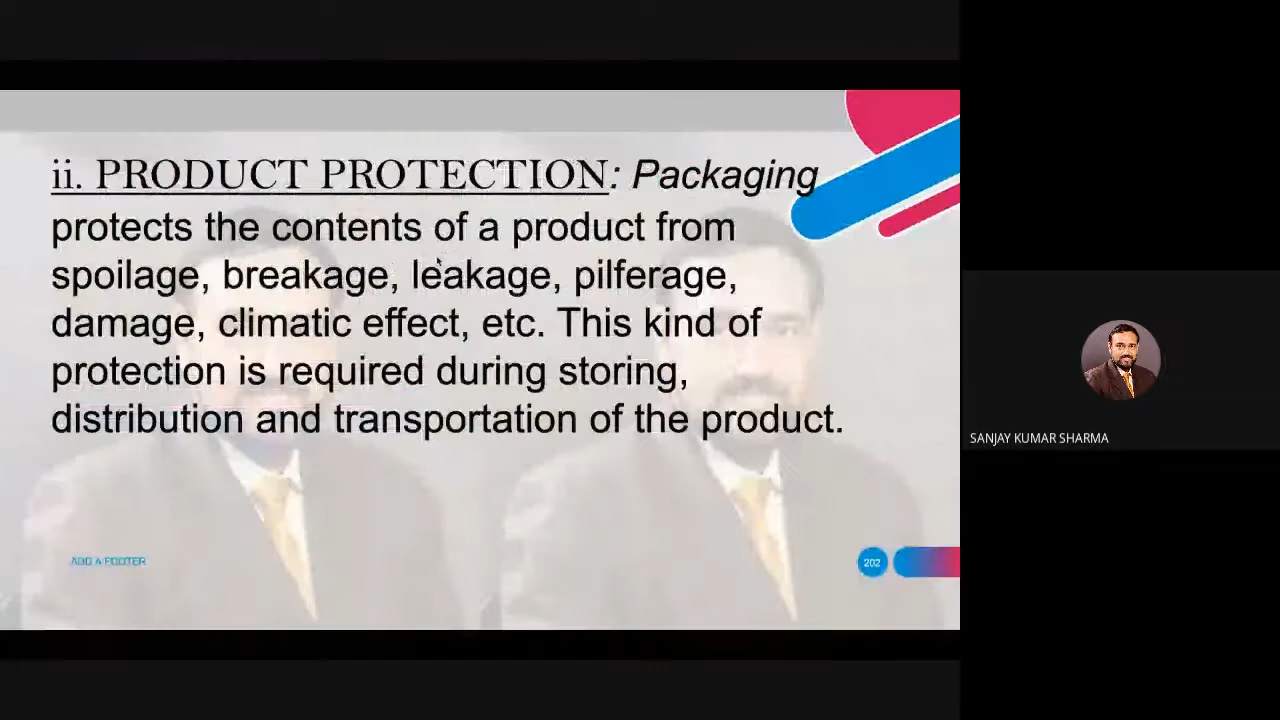 ii. PRODUCT PROTECTION: Packaging
protects the contents of a product from
spoilage, breakage, leakage, pilferage,
damage, climatic effect, etc. This kind of
protection is required during storing,
distribution and transportation of the product.
ADD A FOOTER
202
SANJAY KUMAR SHARMA